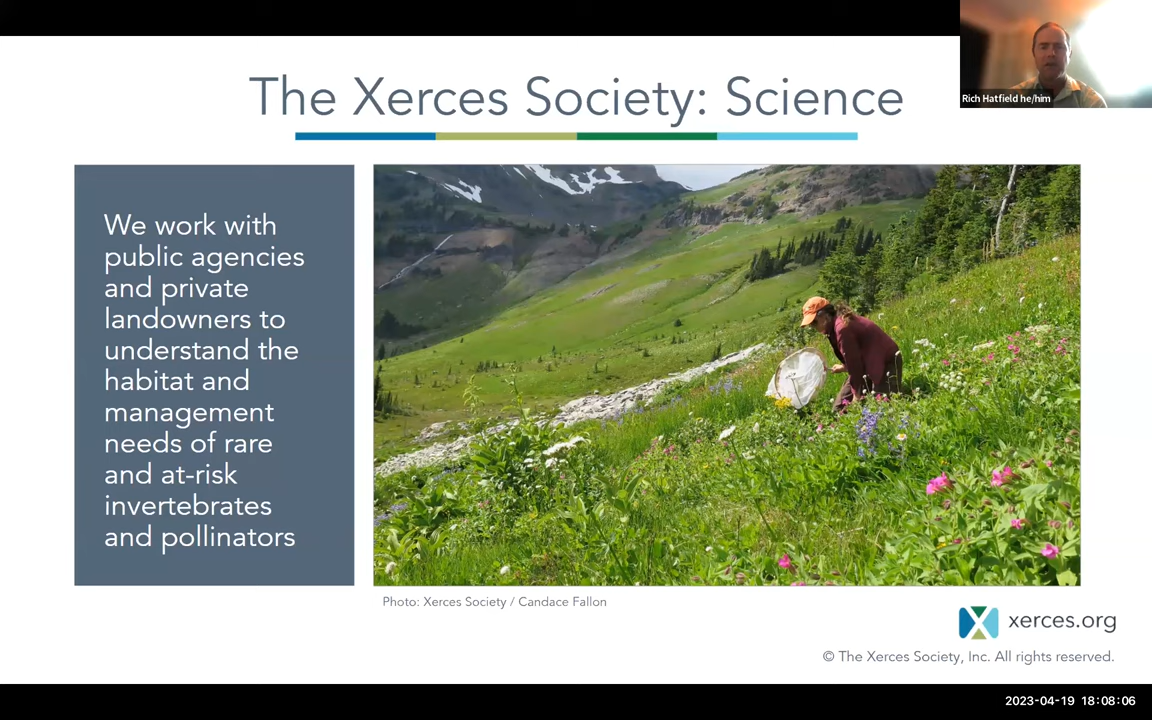 The Xerces Society: Science
Rich Hatfield he/him
We work with
public agencies
and private
landowners to
understand the
habitat and
management
needs of rare
and at-risk
invertebrates
and pollinators
Photo: Xerces Society / Candace Fallon
xerces.org
© The Xerces Society, Inc. All rights reserved.
2023-04-19 18:08:06